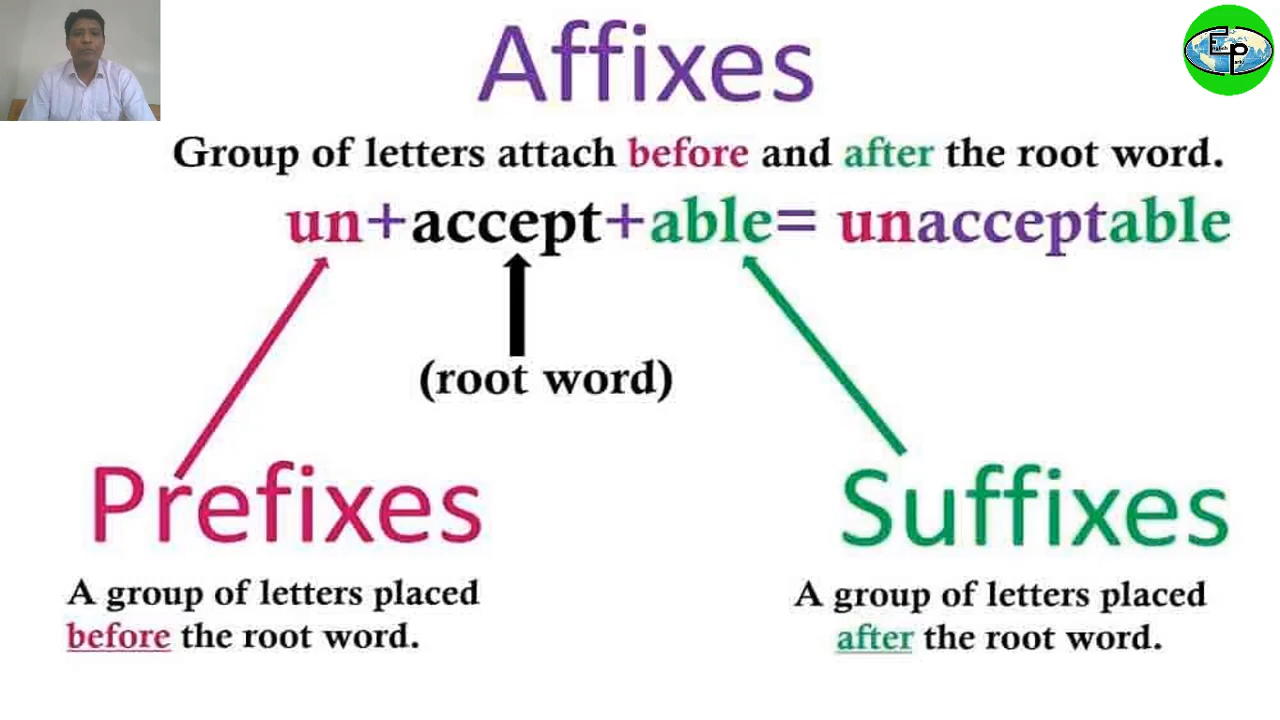 Affixes
Group of letters attach before and after the root word.
un+accept+able= unacceptable
(root word)
Prefixes
Suffixes
A group of letters placed
before the root word.
A group of letters placed
after the root word.
EP